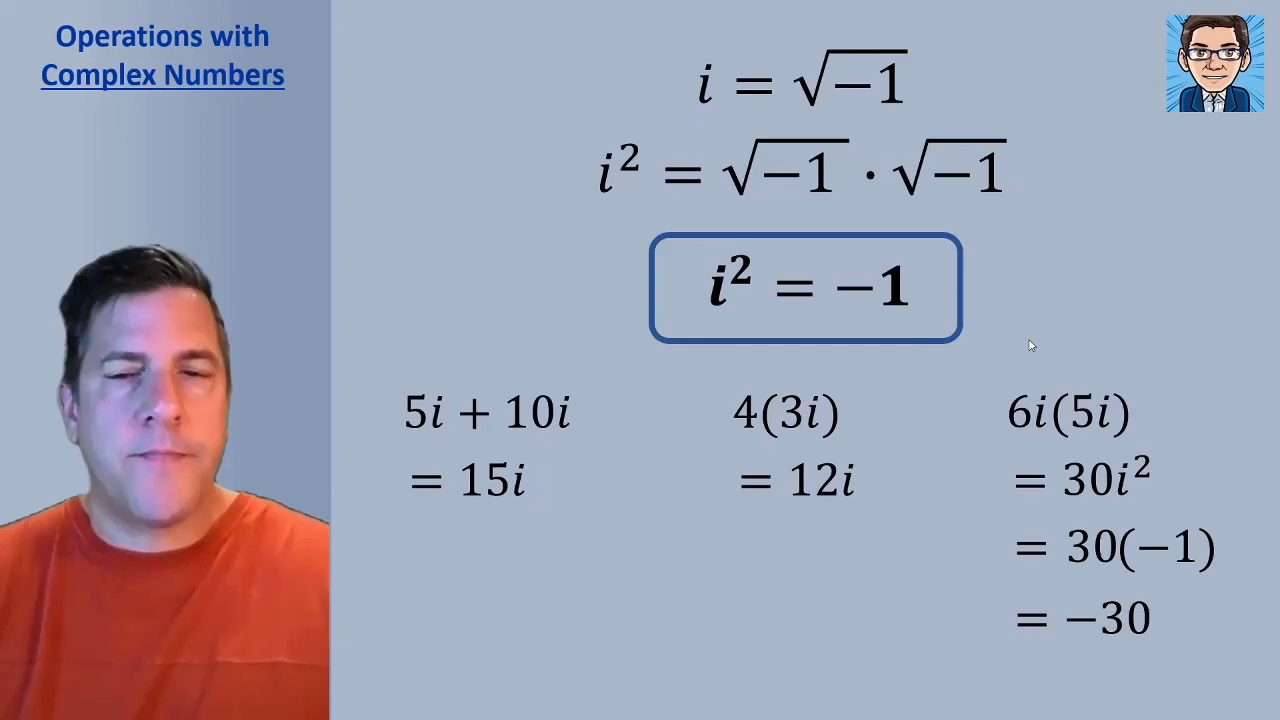 Operations with
Complex Numbers
i = √−1
i² = √−1 · √−1
i² = −1
5i + 10i
= 15i
4(3i)
= 12i
6i(5i)
= 30i²
= 30(−1)
= −30